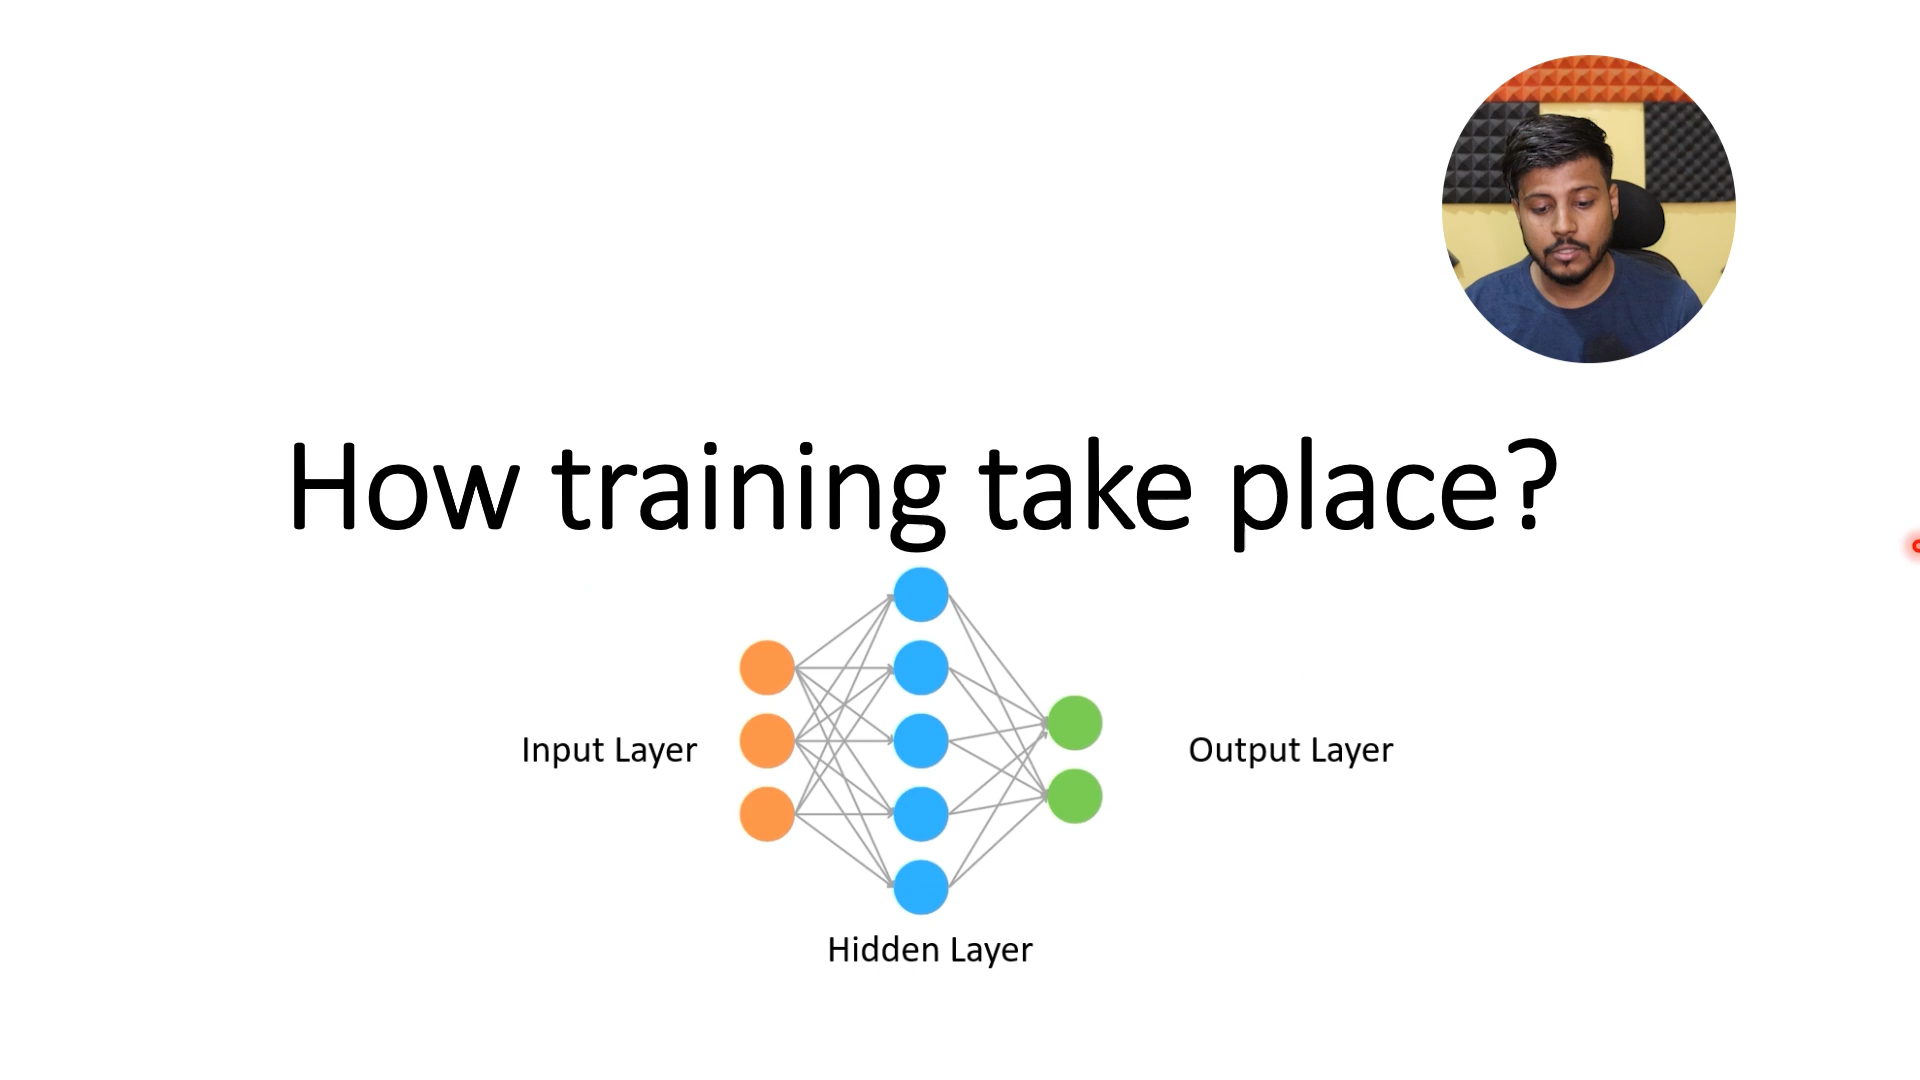 How training take place?
Input Layer
Output Layer
Hidden Layer